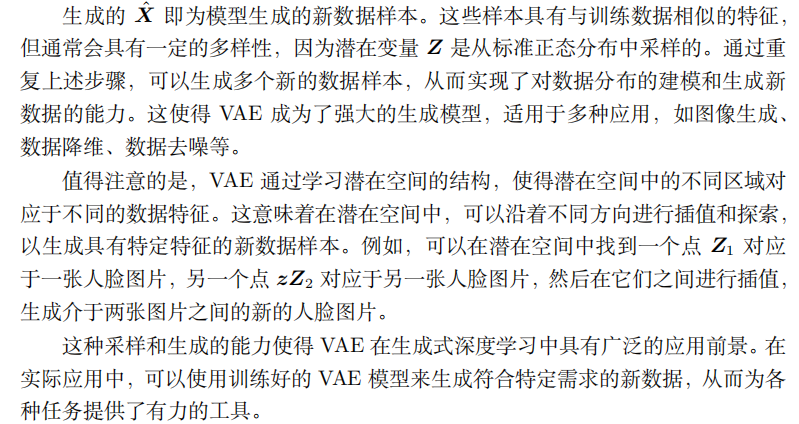 生成的 X̂ 即为模型生成的新数据样本。这些样本具有与训练数据相似的特征，
但通常会具有一定的多样性，因为潜在变量 Z 是从标准正态分布中采样的。通过重
复上述步骤，可以生成多个新的数据样本，从而实现了对数据分布的建模和生成新
数据的能力。这使得 VAE 成为了强大的生成模型，适用于多种应用，如图像生成、
数据降维、数据去噪等。
值得注意的是，VAE 通过学习潜在空间的结构，使得潜在空间中的不同区域对
应于不同的数据特征。这意味着在潜在空间中，可以沿着不同方向进行插值和探索，
以生成具有特定特征的新数据样本。例如，可以在潜在空间中找到一个点 Z₁ 对应
于一张人脸图片，另一个点 zZ₂ 对应于另一张人脸图片，然后在它们之间进行插值，
生成介于两张图片之间的新的人脸图片。
这种采样和生成的能力使得 VAE 在生成式深度学习中具有广泛的应用前景。在
实际应用中，可以使用训练好的 VAE 模型来生成符合特定需求的新数据，从而为各
种任务提供了有力的工具。